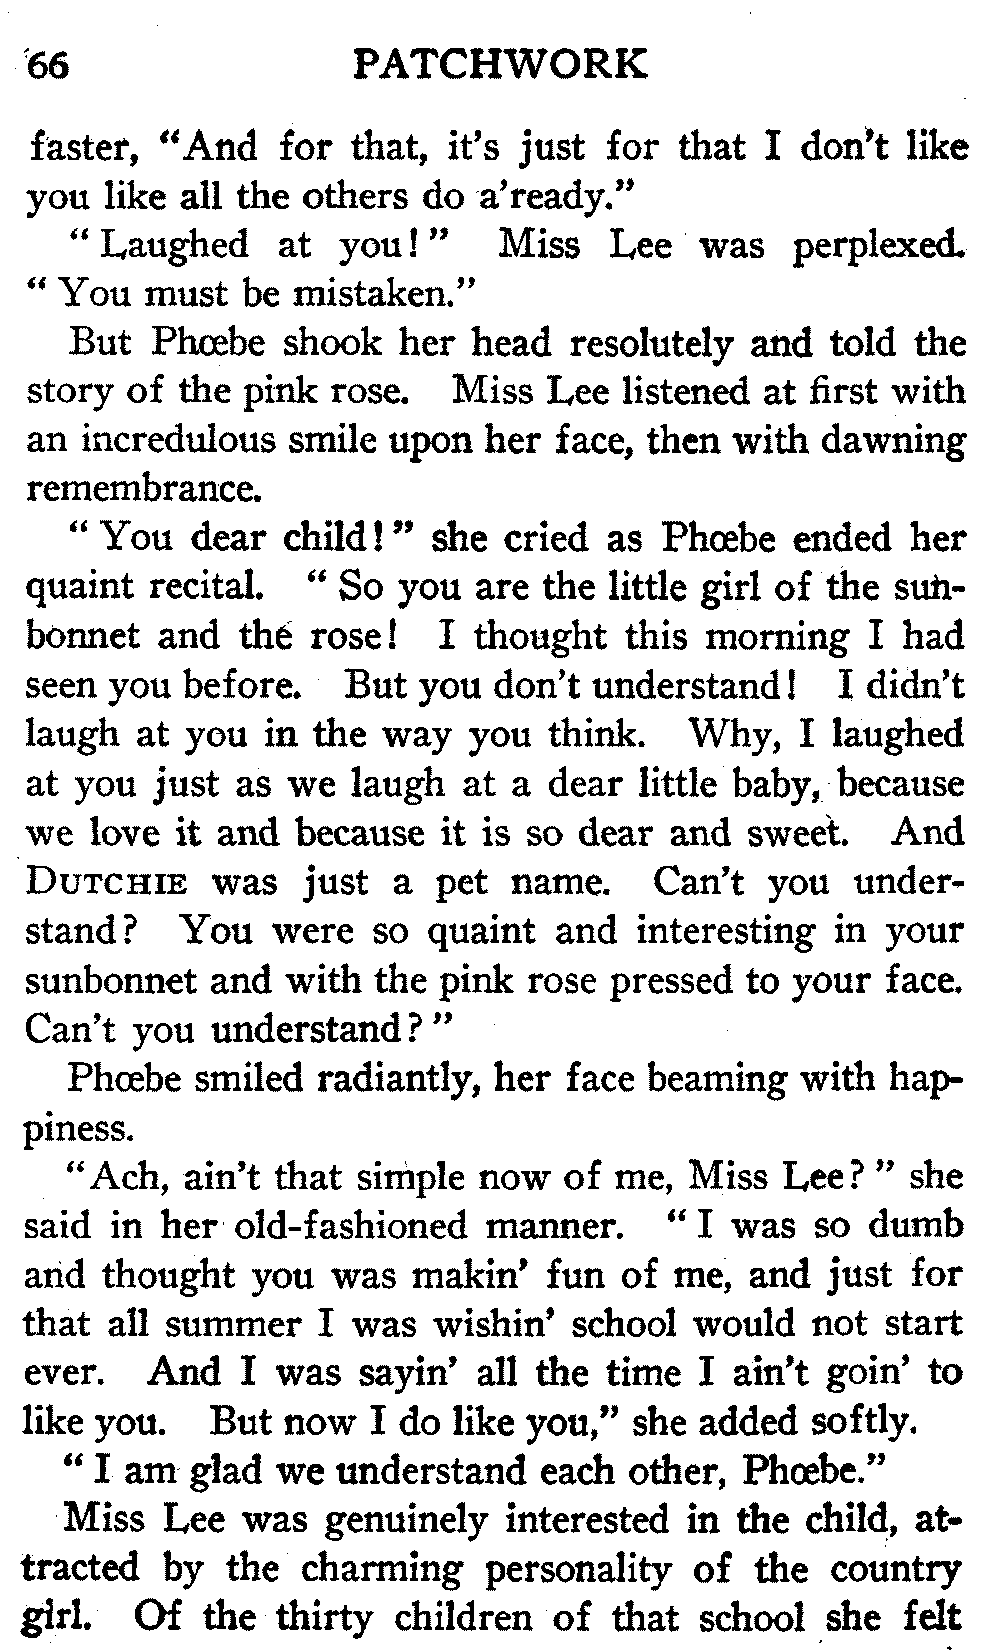 66 PATCHWORK
faster, "And for that, it's just for that I don't like
you like all the others do a'ready."
" Laughed at you! " Miss Lee was perplexed.
" You must be mistaken."
But Phœbe shook her head resolutely and told the
story of the pink rose. Miss Lee listened at first with
an incredulous smile upon her face, then with dawning
remembrance.
" You dear child! " she cried as Phœbe ended her
quaint recital. " So you are the little girl of the sun-
bonnet and the rose! I thought this morning I had
seen you before. But you don't understand! I didn't
laugh at you in the way you think. Why, I laughed
at you just as we laugh at a dear little baby, because
we love it and because it is so dear and sweet. And
DUTCHIE was just a pet name. Can't you under-
stand? You were so quaint and interesting in your
sunbonnet and with the pink rose pressed to your face.
Can't you understand? "
Phœbe smiled radiantly, her face beaming with hap-
piness.
"Ach, ain't that simple now of me, Miss Lee? " she
said in her old-fashioned manner. " I was so dumb
and thought you was makin' fun of me, and just for
that all summer I was wishin' school would not start
ever. And I was sayin' all the time I ain't goin' to
like you. But now I do like you," she added softly.
" I am glad we understand each other, Phœbe."
Miss Lee was genuinely interested in the child, at-
tracted by the charming personality of the country
girl. Of the thirty children of that school she felt